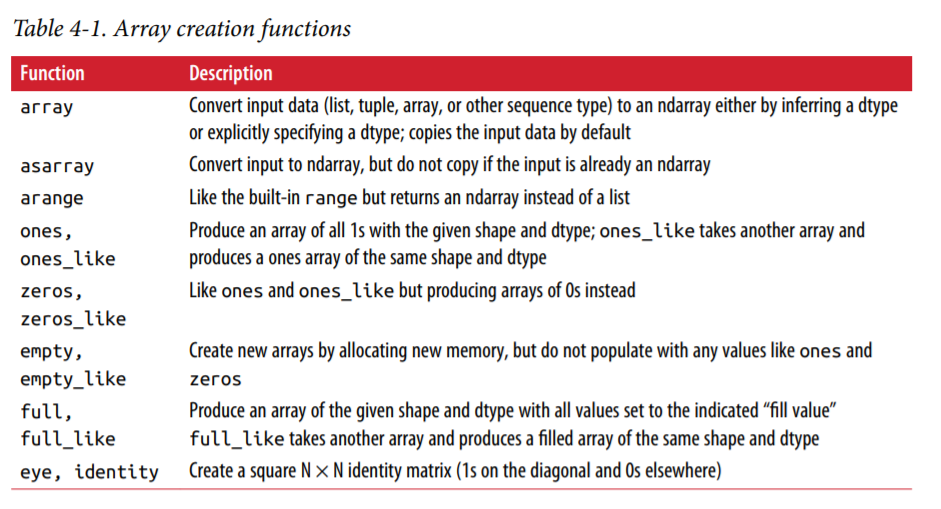 Table 4-1. Array creation functions
Function Description
array Convert input data (list, tuple, array, or other sequence type) to an ndarray either by inferring a dtype
or explicitly specifying a dtype; copies the input data by default
asarray Convert input to ndarray, but do not copy if the input is already an ndarray
arange Like the built-in range but returns an ndarray instead of a list
ones, Produce an array of all 1s with the given shape and dtype; ones_like takes another array and
ones_like produces a ones array of the same shape and dtype
zeros, Like ones and ones_like but producing arrays of 0s instead
zeros_like
empty, Create new arrays by allocating new memory, but do not populate with any values like ones and
empty_like zeros
full, Produce an array of the given shape and dtype with all values set to the indicated “fill value”
full_like full_like takes another array and produces a filled array of the same shape and dtype
eye, identity Create a square N × N identity matrix (1s on the diagonal and 0s elsewhere)